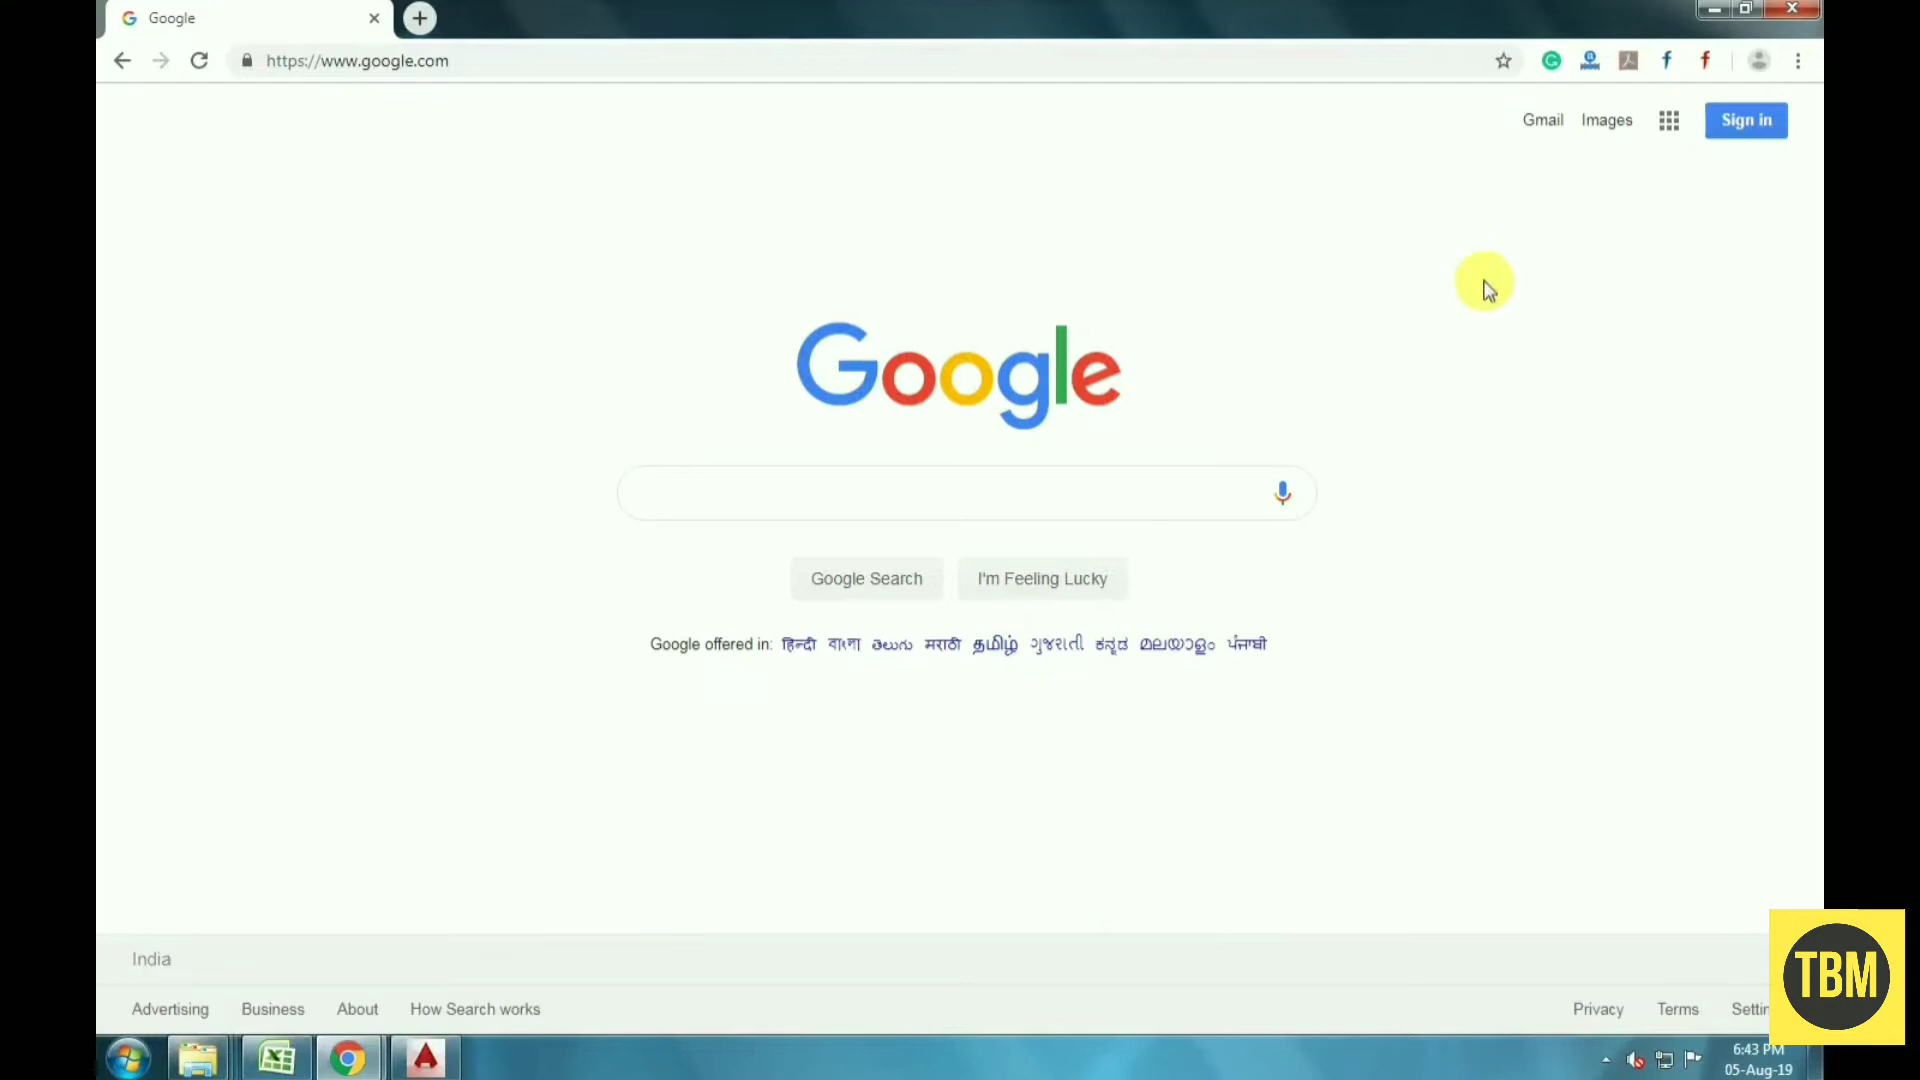 Google
https://www.google.com
Gmail Images Sign in
Google
Google Search I'm Feeling Lucky
Google offered in: हिन्दी বাংলা తెలుగు मराठी தமிழ் ગુજરાતી ಕನ್ನಡ മലയാളം ਪੰਜਾਬੀ
India
Advertising Business About How Search works Privacy Terms Settin
TBM
6:43 PM
05-Aug-19